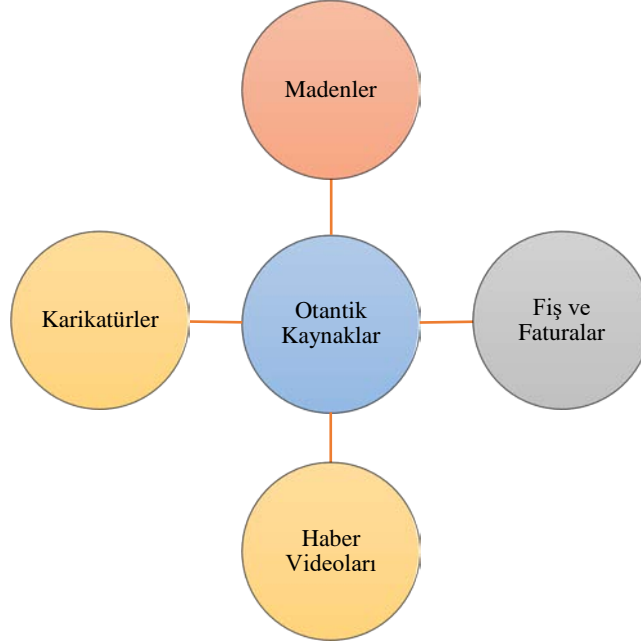 Madenler
Karikatürler
Otantik
Kaynaklar
Fiş ve
Faturalar
Haber
Videoları